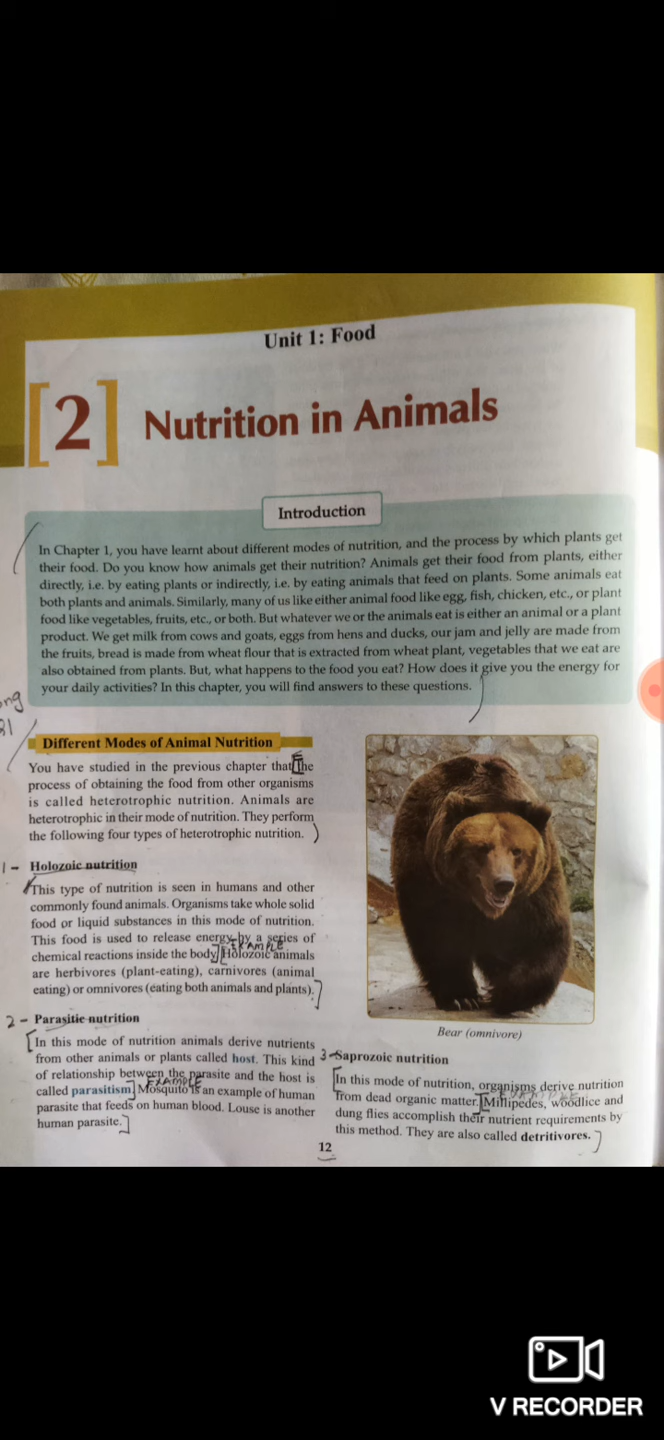 Unit 1: Food
[2] Nutrition in Animals
Introduction
In Chapter 1, you have learnt about different modes of nutrition, and the process by which plants get
their food. Do you know how animals get their nutrition? Animals get their food from plants, either
directly, i.e. by eating plants or indirectly, i.e. by eating animals that feed on plants. Some animals eat
both plants and animals. Similarly, many of us like either animal food like egg, fish, chicken, etc., or plant
food like vegetables, fruits, etc., or both. But whatever we or the animals eat is either an animal or a plant
product. We get milk from cows and goats, eggs from hens and ducks, our jam and jelly are made from
the fruits, bread is made from wheat flour that is extracted from wheat plant, vegetables that we eat are
also obtained from plants. But, what happens to the food you eat? How does it give you the energy for
your daily activities? In this chapter, you will find answers to these questions.
Different Modes of Animal Nutrition
You have studied in the previous chapter that [the
process of obtaining the food from other organisms
is called heterotrophic nutrition. Animals are
heterotrophic in their mode of nutrition. They perform
the following four types of heterotrophic nutrition. )
1 - Holozoic nutrition
This type of nutrition is seen in humans and other
commonly found animals. Organisms take whole solid
food or liquid substances in this mode of nutrition.
This food is used to release energy by a series of
EXAMPLE
chemical reactions inside the body.] [Holozoic animals
are herbivores (plant-eating), carnivores (animal
eating) or omnivores (eating both animals and plants).]
2 - Parasitic nutrition
[In this mode of nutrition animals derive nutrients
from other animals or plants called host. This kind
of relationship between the parasite and the host is
EXAMPLE
called parasitism.] Mosquito is an example of human
parasite that feeds on human blood. Louse is another
human parasite.]
Bear (omnivore)
3 - Saprozoic nutrition
[In this mode of nutrition, organisms derive nutrition
EXAMPLE
from dead organic matter. [Millipedes, woodlice and
dung flies accomplish their nutrient requirements by
this method. They are also called detritivores. ]
12
V RECORDER